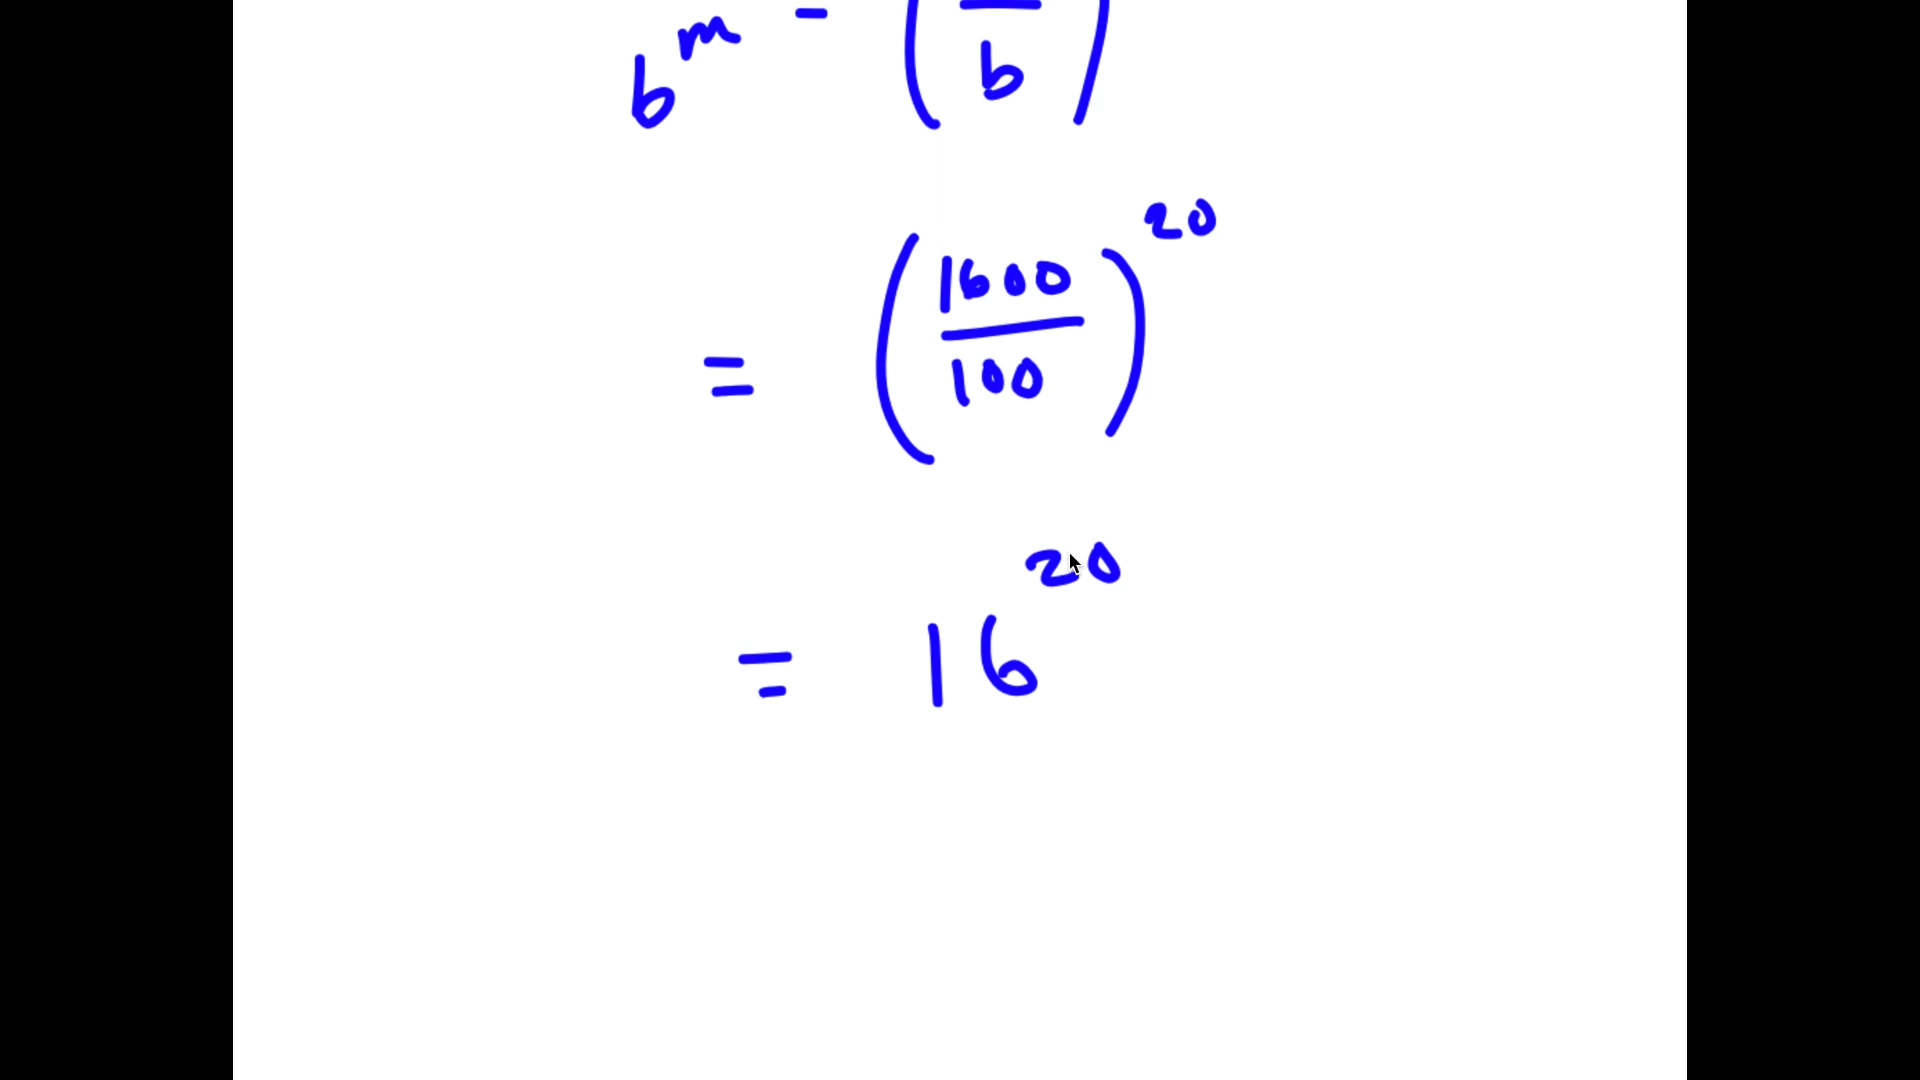 b^m = (— / b)
= (1600/100)^20
= 16^20